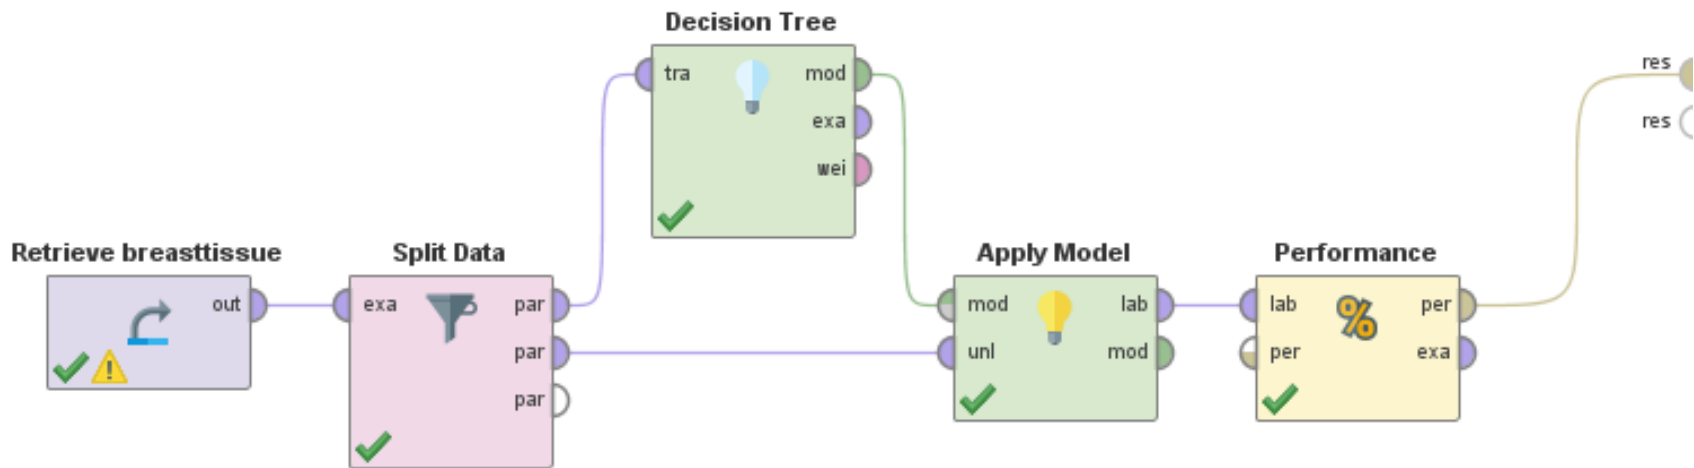 Decision Tree
tra
mod
exa
wei
res
res
Retrieve breasttissue
out
Split Data
exa
par
par
par
Apply Model
mod
lab
unl
mod
Performance
%
lab
per
per
exa